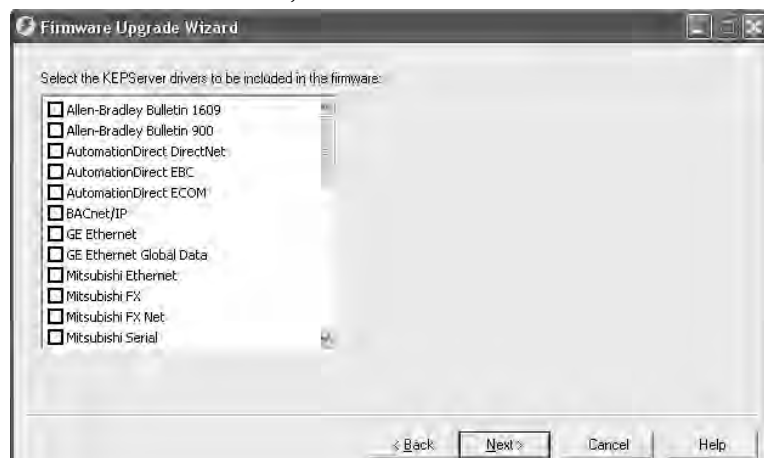 Firmware Upgrade Wizard
Select the KEPServer drivers to be included in the firmware:
Allen-Bradley Bulletin 1609
Allen-Bradley Bulletin 900
AutomationDirect DirectNet
AutomationDirect EBC
AutomationDirect ECOM
BACnet/IP
GE Ethernet
GE Ethernet Global Data
Mitsubishi Ethernet
Mitsubishi FX
Mitsubishi FX Net
Mitsubishi Serial
< Back Next > Cancel Help